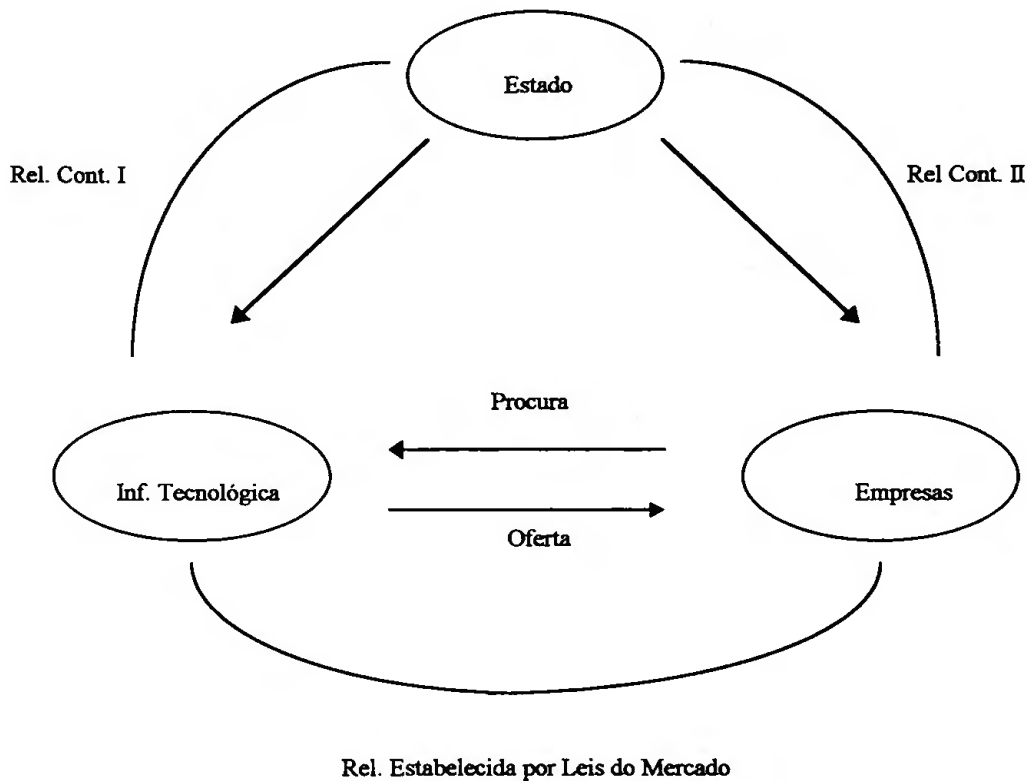 Estado
Rel. Cont. I
Rel Cont. II
Procura
Inf. Tecnológica
Empresas
Oferta
Rel. Estabelecida por Leis do Mercado